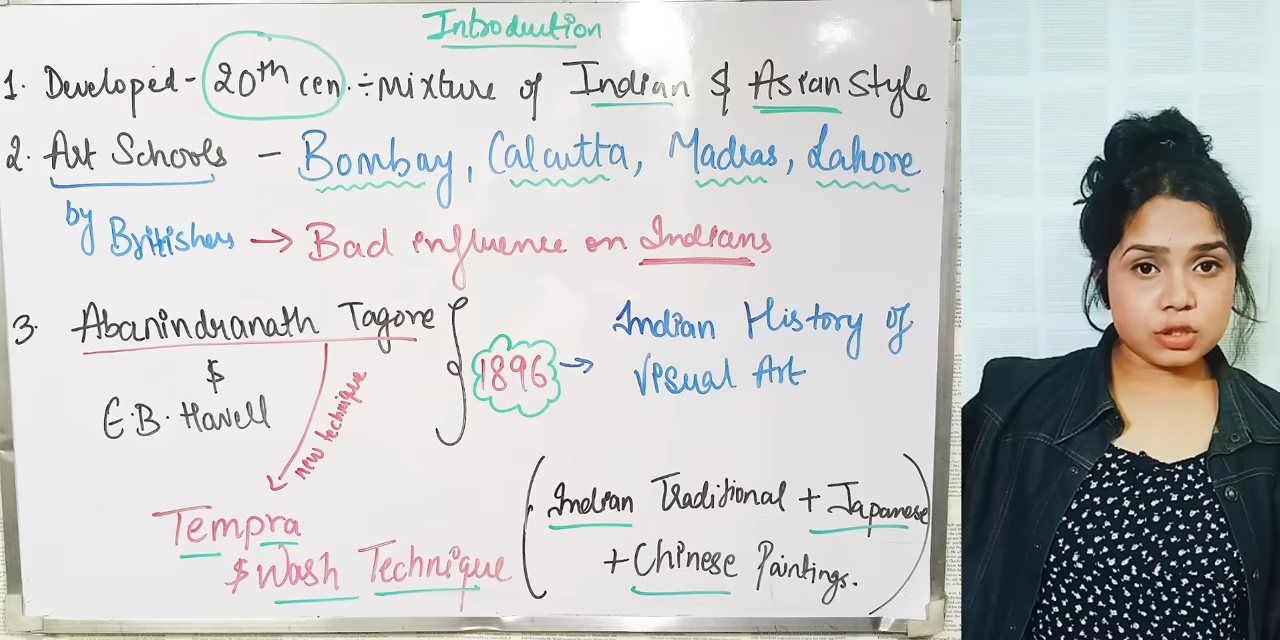 Introduction
1. Developed - 20th cen. ÷ mixture of Indian & Asian Style
2. Art Schools - Bombay, Calcutta, Madras, Lahore
by Britishers → Bad influence on Indians
3. Abanindranath Tagore
&
E.B. Havell
1896 → Indian History of
Visual Art
new technique
Tempra
& Wash Technique
(Indian Traditional + Japanese
+ Chinese Paintings.)